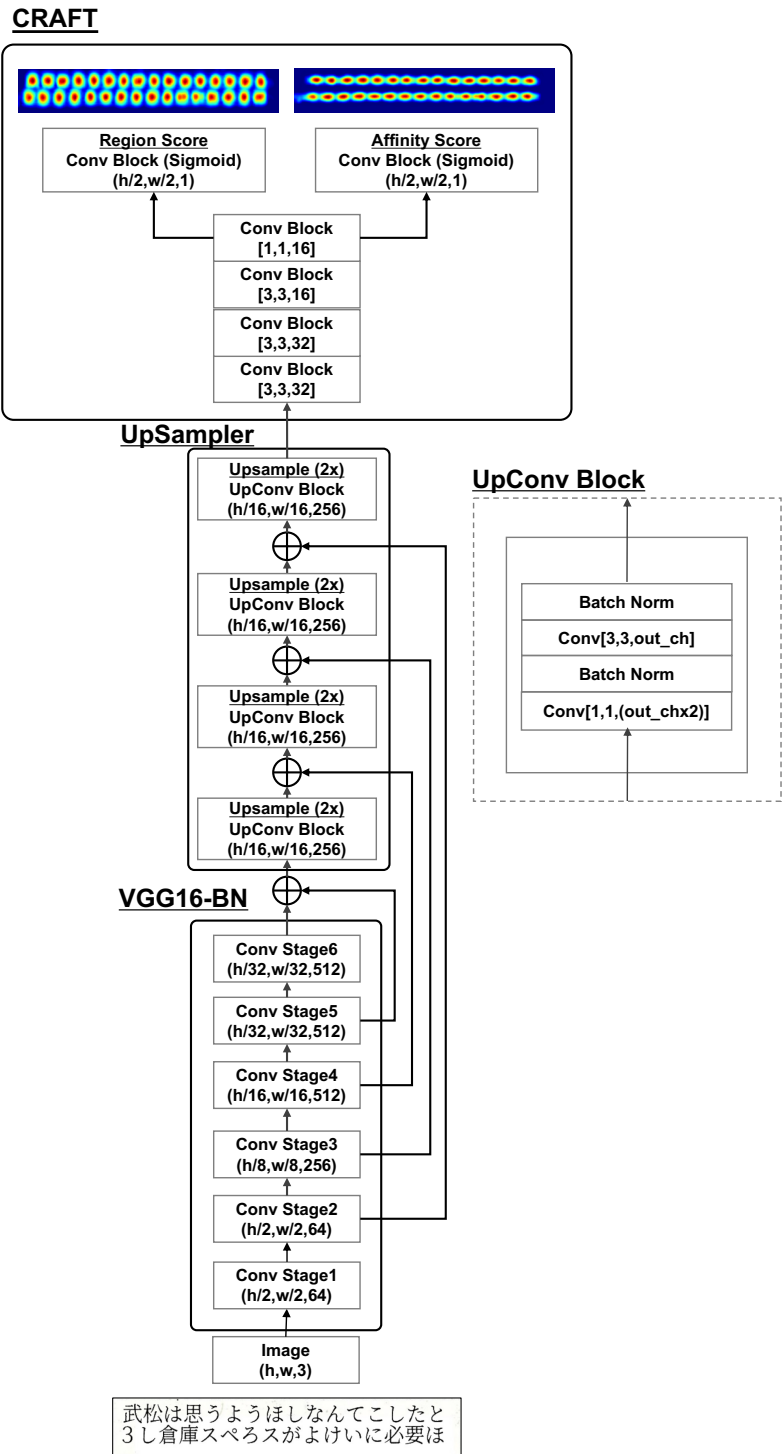 CRAFT
Region Score
Conv Block (Sigmoid)
(h/2,w/2,1)
Affinity Score
Conv Block (Sigmoid)
(h/2,w/2,1)
Conv Block
[1,1,16]
Conv Block
[3,3,16]
Conv Block
[3,3,32]
Conv Block
[3,3,32]
UpSampler
Upsample (2x)
UpConv Block
(h/16,w/16,256)
Upsample (2x)
UpConv Block
(h/16,w/16,256)
Upsample (2x)
UpConv Block
(h/16,w/16,256)
Upsample (2x)
UpConv Block
(h/16,w/16,256)
UpConv Block
Batch Norm
Conv[3,3,out_ch]
Batch Norm
Conv[1,1,(out_chx2)]
VGG16-BN
Conv Stage6
(h/32,w/32,512)
Conv Stage5
(h/32,w/32,512)
Conv Stage4
(h/16,w/16,512)
Conv Stage3
(h/8,w/8,256)
Conv Stage2
(h/2,w/2,64)
Conv Stage1
(h/2,w/2,64)
Image
(h,w,3)
武松は思うようほしなんてこしたと
3し倉庫スペろスがよけいに必要ほ